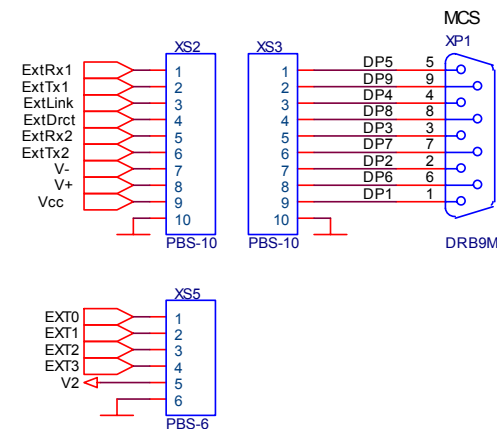 MCS
XS2 XS3 XP1
ExtRx1 1 1 DP5 5
ExtTx1 2 2 DP9 9
ExtLink 3 3 DP4 4
ExtDrct 4 4 DP8 8
ExtRx2 5 5 DP3 3
ExtTx2 6 6 DP7 7
V- 7 7 DP2 2
V+ 8 8 DP6 6
Vcc 9 9 DP1 1
10 10
PBS-10 PBS-10 DRB9M
XS5
EXT0 1
EXT1 2
EXT2 3
EXT3 4
V2 5
6
PBS-6